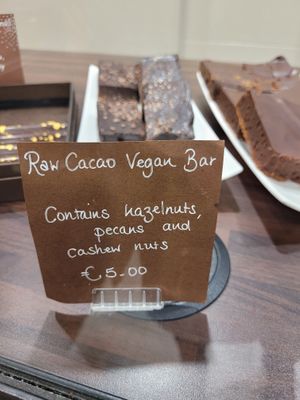 Raw Cacao Vegan Bar
Contains hazelnuts,
pecans and
cashew nuts
€5.00